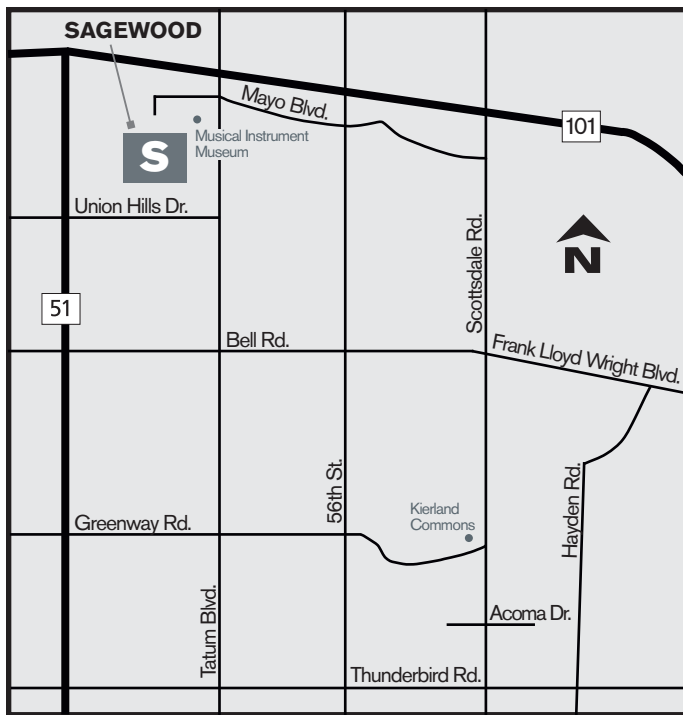 SAGEWOOD
Mayo Blvd.
101
Musical Instrument
Museum
S
Union Hills Dr.
Scottsdale Rd.
N
51
Bell Rd.
Frank Lloyd Wright Blvd.
56th St.
Hayden Rd.
Kierland
Commons
Greenway Rd.
Tatum Blvd.
Acoma Dr.
Thunderbird Rd.